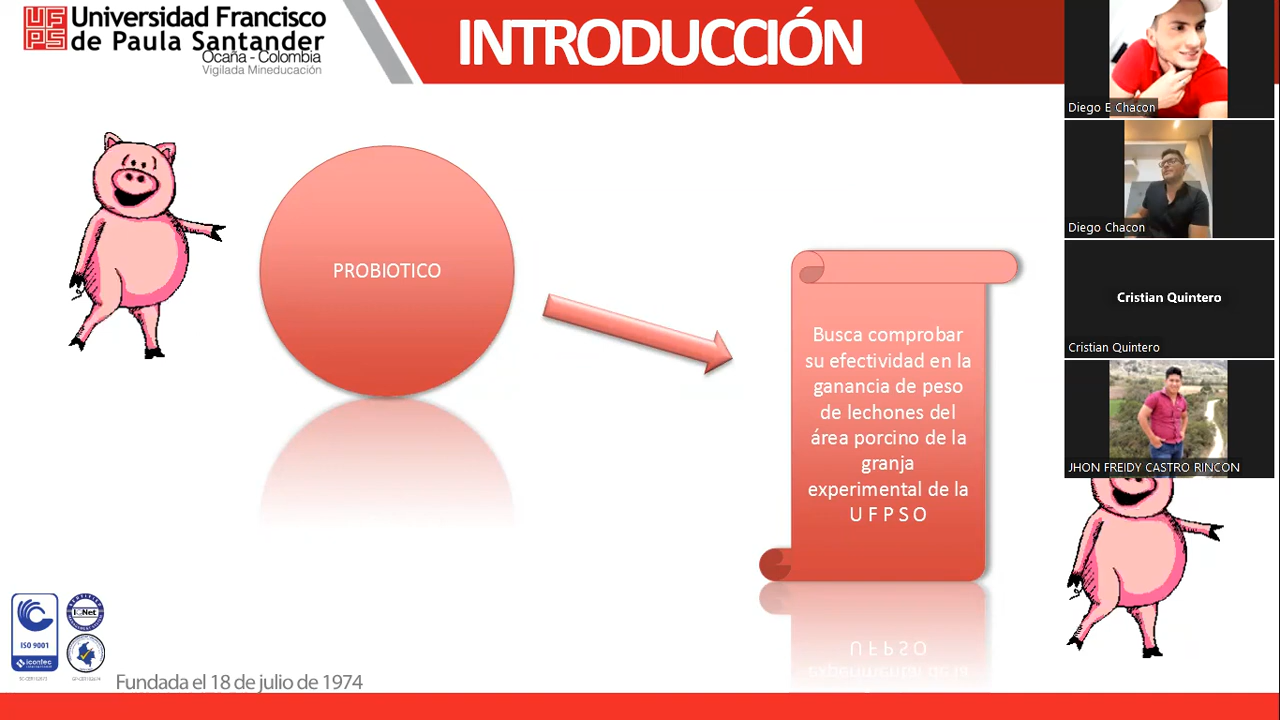 UFPS
Universidad Francisco
de Paula Santander
Ocaña - Colombia
Vigilada Mineducación
INTRODUCCIÓN
PROBIOTICO
Busca comprobar
su efectividad en la
ganancia de peso
de lechones del
área porcino de la
granja
experimental de la
U F P S O
Diego E Chacon
Diego Chacon
Cristian Quintero
Cristian Quintero
JHON FREIDY CASTRO RINCON
IQNet
ISO 9001
icontec
Fundada el 18 de julio de 1974